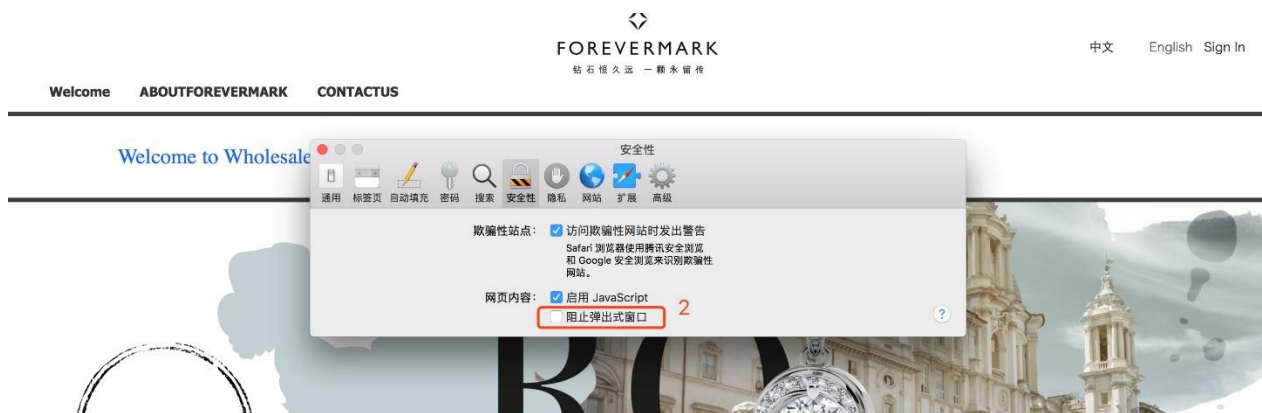 FOREVERMARK
钻石恒久远 一颗永留传
中文 English Sign In
Welcome ABOUTFOREVERMARK CONTACTUS
Welcome to Wholesale
安全性
通用 标签页 自动填充 密码 搜索 安全性 隐私 网站 扩展 高级
欺骗性站点: 访问欺骗性网站时发出警告
Safari 浏览器使用腾讯安全浏览
和 Google 安全浏览来识别欺骗性
网站。
网页内容: 启用 JavaScript
阻止弹出式窗口 2
?